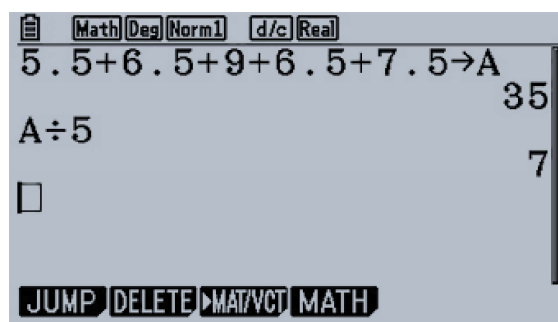 Math Deg Norm1 d/c Real
5.5+6.5+9+6.5+7.5→A
35
A÷5
7
JUMP DELETE ▶MAT/VCT MATH